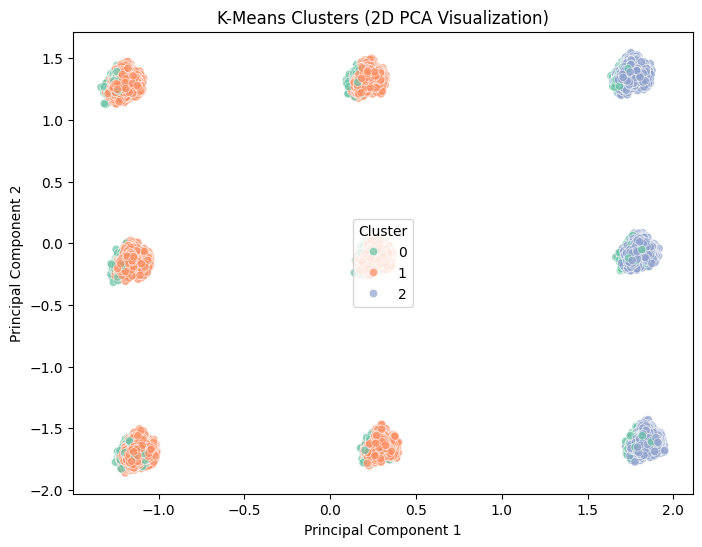 K-Means Clusters (2D PCA Visualization)
Principal Component 2
1.5
1.0
0.5
0.0
−0.5
−1.0
−1.5
−2.0
Cluster
0
1
2
−1.0 −0.5 0.0 0.5 1.0 1.5 2.0
Principal Component 1